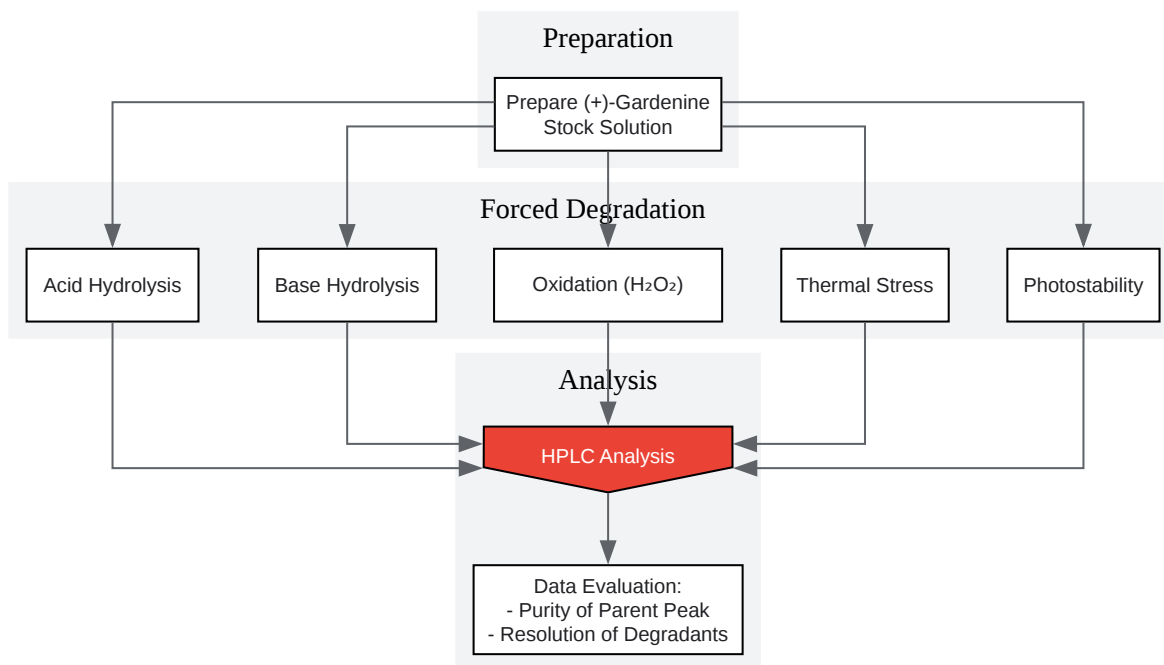 Preparation
Prepare (+)-Gardenine
Stock Solution
Forced Degradation
Acid Hydrolysis
Base Hydrolysis
Oxidation (H₂O₂)
Thermal Stress
Photostability
Analysis
HPLC Analysis
Data Evaluation:
- Purity of Parent Peak
- Resolution of Degradants